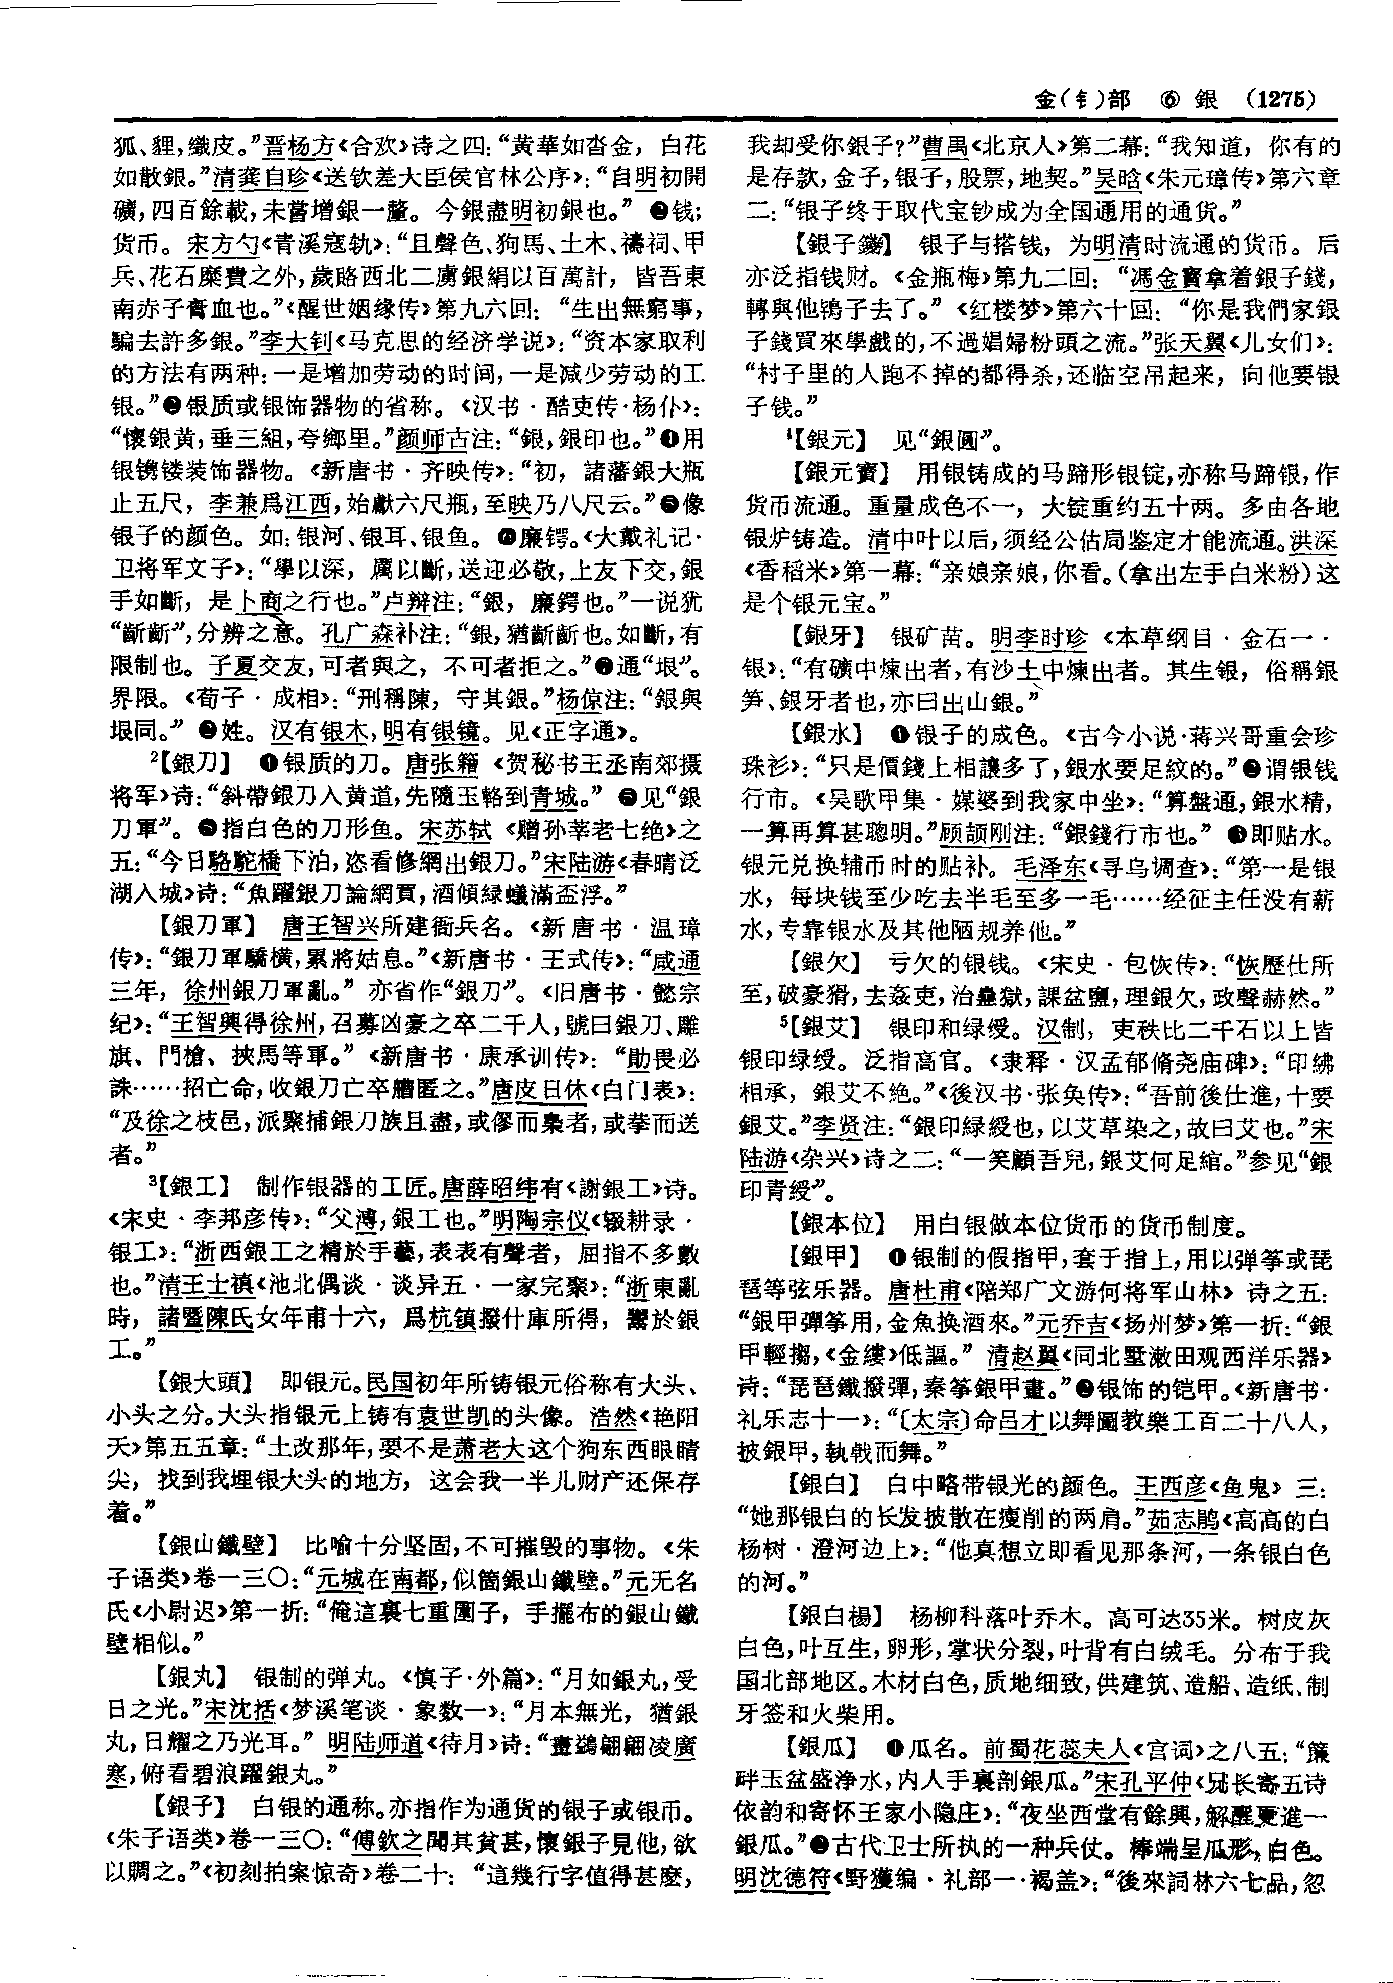 金(钅)部 ⑥ 銀 (1275)
狐、貍,織皮。”晋杨方《合欢》诗之四:“黄華如沓金,白花
如散銀。”清龚自珍《送钦差大臣侯官林公序》:“自明初開
礦,四百餘載,未嘗增銀一釐。今銀盡明初銀也。” ❷钱;
货币。宋方勺《青溪寇轨》:“且聲色、狗馬、土木、禱祠、甲
兵、花石糜費之外,歲賂西北二虜銀絹以百萬計,皆吾東
南赤子膏血也。”《醒世姻缘传》第九六回:“生出無窮事,
騙去許多銀。”李大钊《马克思的经济学说》:“资本家取利
的方法有两种:一是增加劳动的时间,一是减少劳动的工
银。”❸银质或银饰器物的省称。《汉书·酷吏传·杨仆》:
“懷銀黄,垂三組,夸鄉里。”颜师古注:“銀,銀印也。”❹用
银镌镂装饰器物。《新唐书·齐映传》:“初,諸藩銀大瓶
止五尺,李兼爲江西,始獻六尺瓶,至映乃八尺云。”❺像
银子的颜色。如:银河、银耳、银鱼。❻廉锷。《大戴礼记·
卫将军文子》:“學以深,厲以斷,送迎必敬,上友下交,銀
手如斷,是卜商之行也。”卢辩注:“銀,廉鍔也。”一说犹
“齗齗”,分辨之意。孔广森补注:“銀,猶齗齗也。如斷,有
限制也。子夏交友,可者與之,不可者拒之。”❼通“垠”。
界限。《荀子·成相》:“刑稱陳,守其銀。”杨倞注:“銀與
垠同。” ❽姓。汉有银木,明有银镜。见《正字通》。
2【銀刀】 ❶银质的刀。唐张籍《贺秘书王丞南郊摄
将军》诗:“斜帶銀刀入黄道,先隨玉輅到青城。” ❷见“銀
刀軍”。❸指白色的刀形鱼。宋苏轼《赠孙莘老七绝》之
五:“今日駱駝橋下泊,恣看修網出銀刀。”宋陆游《春晴泛
湖入城》诗:“魚躍銀刀論網買,酒傾緑蟻滿盃浮。”
【銀刀軍】 唐王智兴所建衙兵名。《新唐书·温璋
传》:“銀刀軍驕横,累將姑息。”《新唐书·王式传》:“咸通
三年,徐州銀刀軍亂。” 亦省作“銀刀”。《旧唐书·懿宗
纪》:“王智興得徐州,召募凶豪之卒二千人,號曰銀刀、雕
旗、門槍、挾馬等軍。”《新唐书·康承训传》:“勛畏必
誅……招亡命,收銀刀亡卒艚匿之。”唐皮日休《白门表》:
“及徐之枝邑,派聚捕銀刀族且盡,或僇而梟者,或拲而送
者。”
3【銀工】 制作银器的工匠。唐薛昭纬有《謝銀工》诗。
《宋史·李邦彦传》:“父溥,銀工也。”明陶宗仪《辍耕录·
银工》:“浙西銀工之精於手藝,表表有聲者,屈指不多數
也。”清王士禛《池北偶谈·谈异五·一家完聚》:“浙東亂
時,諸暨陳氏女年甫十六,爲杭镇撥什庫所得,鬻於銀
工。”
【銀大頭】 即银元。民国初年所铸银元俗称有大头、
小头之分。大头指银元上铸有袁世凯的头像。浩然《艳阳
天》第五五章:“土改那年,要不是萧老大这个狗东西眼睛
尖,找到我埋银大头的地方,这会我一半儿财产还保存
着。”
【銀山鐵壁】 比喻十分坚固,不可摧毁的事物。《朱
子语类》卷一三〇:“元城在南都,似箇銀山鐵壁。”元无名
氏《小尉迟》第一折:“俺這裏七重圍子,手擺布的銀山鐵
壁相似。”
【銀丸】 银制的弹丸。《慎子·外篇》:“月如銀丸,受
日之光。”宋沈括《梦溪笔谈·象数一》:“月本無光,猶銀
丸,日耀之乃光耳。” 明陆师道《待月》诗:“畫鷁翩翩凌廣
寒,俯看碧浪躍銀丸。”
【銀子】 白银的通称。亦指作为通货的银子或银币。
《朱子语类》卷一三〇:“傅欽之聞其貧甚,懷銀子見他,欲
以賙之。”《初刻拍案惊奇》卷二十:“這幾行字值得甚麽,
我却受你銀子?”曹禺《北京人》第二幕:“我知道,你有的
是存款,金子,银子,股票,地契。”吴晗《朱元璋传》第六章
二:“银子终于取代宝钞成为全国通用的通货。”
【銀子錢】 银子与搭钱,为明清时流通的货币。后
亦泛指钱财。《金瓶梅》第九二回:“馮金寳拿着銀子錢,
轉與他鸨子去了。”《红楼梦》第六十回:“你是我們家銀
子錢買來學戲的,不過娼婦粉頭之流。”张天翼《儿女们》:
“村子里的人跑不掉的都得杀,还临空吊起来,向他要银
子钱。”
4【銀元】 见“銀圓”。
【銀元寳】 用银铸成的马蹄形银锭,亦称马蹄银,作
货币流通。重量成色不一,大锭重约五十两。多由各地
银炉铸造。清中叶以后,须经公估局鉴定才能流通。洪深
《香稻米》第一幕:“亲娘亲娘,你看。(拿出左手白米粉)这
是个银元宝。”
【銀牙】 银矿苗。明李时珍《本草纲目·金石一·
银》:“有礦中煉出者,有沙土中煉出者。其生銀,俗稱銀
笋、銀牙者也,亦曰出山銀。”
【銀水】 ❶银子的成色。《古今小说·蒋兴哥重会珍
珠衫》:“只是價錢上相讓多了,銀水要足紋的。”❷谓银钱
行市。《吴歌甲集·媒婆到我家中坐》:“算盤通,銀水精,
一算再算甚聰明。”顾颉刚注:“銀錢行市也。” ❸即贴水。
银元兑换辅币时的贴补。毛泽东《寻乌调查》:“第一是银
水,每块钱至少吃去半毛至多一毛……经征主任没有薪
水,专靠银水及其他陋规养他。”
【銀欠】 亏欠的银钱。《宋史·包恢传》:“恢歷仕所
至,破豪猾,去姦吏,治蠱獄,課盆鹽,理銀欠,政聲赫然。”
5【銀艾】 银印和绿绶。汉制,吏秩比二千石以上皆
银印绿绶。泛指高官。《隶释·汉孟郁脩尧庙碑》:“印紱
相承,銀艾不絶。”《後汉书·张奂传》:“吾前後仕進,十要
銀艾。”李贤注:“銀印緑綬也,以艾草染之,故曰艾也。”宋
陆游《杂兴》诗之二:“一笑顧吾兒,銀艾何足綰。”参见“銀
印青綬”。
【銀本位】 用白银做本位货币的货币制度。
【銀甲】 ❶银制的假指甲,套于指上,用以弹筝或琵
琶等弦乐器。唐杜甫《陪郑广文游何将军山林》诗之五:
“銀甲彈筝用,金魚换酒來。”元乔吉《扬州梦》第一折:“銀
甲輕搊,《金縷》低謳。” 清赵翼《同北墅漱田观西洋乐器》
诗:“琵琶鐵撥彈,秦筝銀甲畫。”❷银饰的铠甲。《新唐书·
礼乐志十一》:“〔太宗〕命吕才以舞圖教樂工百二十八人,
披銀甲,執戟而舞。”
【銀白】 白中略带银光的颜色。王西彦《鱼鬼》三:
“她那银白的长发披散在瘦削的两肩。”茹志鹃《高高的白
杨树·澄河边上》:“他真想立即看见那条河,一条银白色
的河。”
【銀白楊】 杨柳科落叶乔木。高可达35米。树皮灰
白色,叶互生,卵形,掌状分裂,叶背有白绒毛。分布于我
国北部地区。木材白色,质地细致,供建筑、造船、造纸、制
牙签和火柴用。
【銀瓜】 ❶瓜名。前蜀花蕊夫人《宫词》之八五:“簾
畔玉盆盛净水,内人手裏剖銀瓜。”宋孔平仲《兄长寄五诗
依韵和寄怀王家小隐庄》:“夜坐西堂有餘興,解酲更進一
銀瓜。”❷古代卫士所执的一种兵仗。棒端呈瓜形,白色。
明沈德符《野獲编·礼部一·褐盖》:“後來詞林六七品,忽